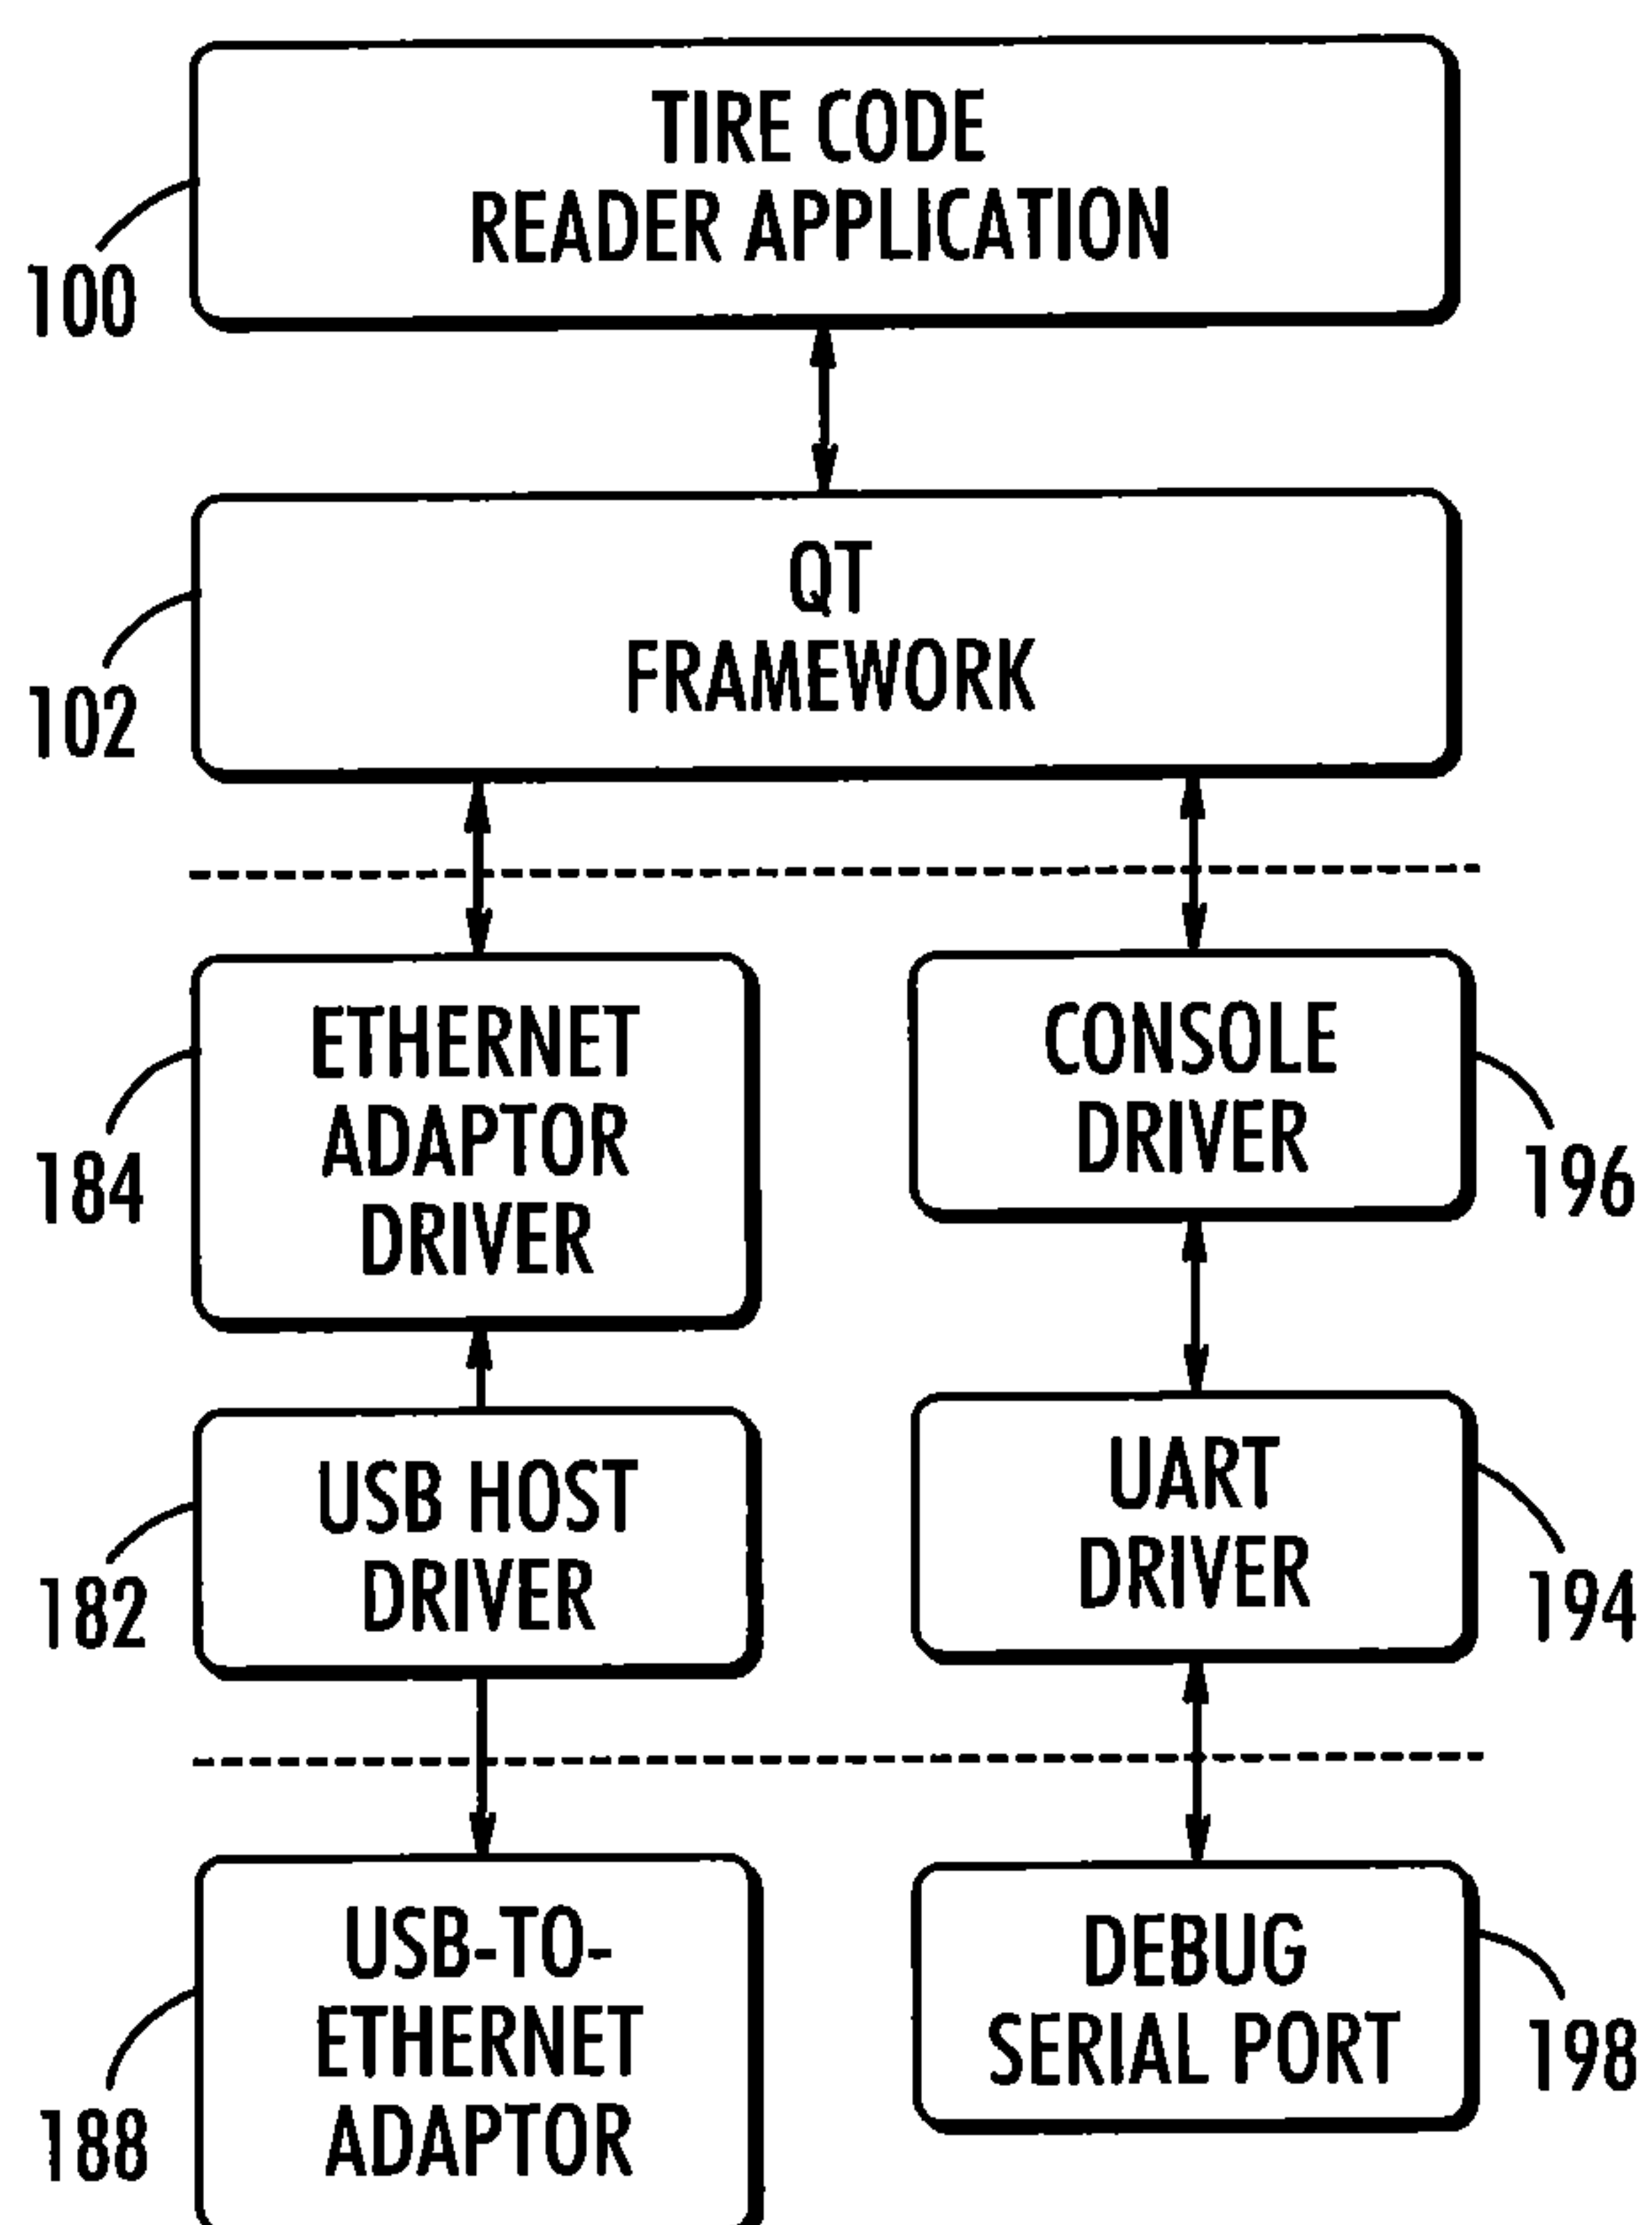 TIRE CODE
READER APPLICATION
100
QT
FRAMEWORK
102
ETHERNET
ADAPTOR
DRIVER
184
CONSOLE
DRIVER
196
USB HOST
DRIVER
182
UART
DRIVER
194
USB-TO-
ETHERNET
ADAPTOR
188
DEBUG
SERIAL PORT
198